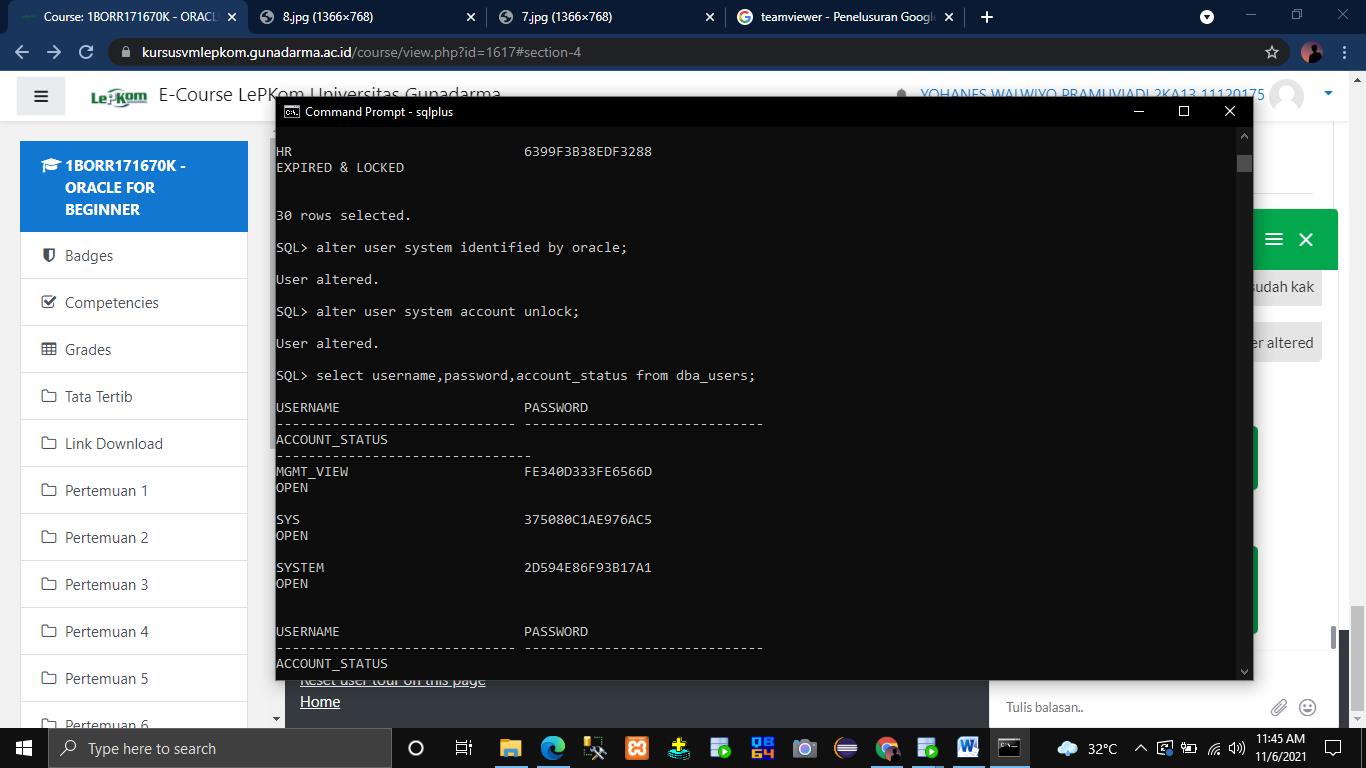 Course: 1BORR171670K - ORACLE
8.jpg (1366×768)
7.jpg (1366×768)
teamviewer - Penelusuran Google
kursusvmlepkom.gunadarma.ac.id/course/view.php?id=1617#section-4
LePKom
E-Course LePKom Universitas Gunadarma
YOHANES WALWIYO PRAMUVIADI 2KA13 11120175
1BORR171670K -
ORACLE FOR
BEGINNER
Badges
Competencies
Grades
Tata Tertib
Link Download
Pertemuan 1
Pertemuan 2
Pertemuan 3
Pertemuan 4
Pertemuan 5
Pertemuan 6
Command Prompt - sqlplus
HR 6399F3B38EDF3288
EXPIRED & LOCKED
30 rows selected.
SQL> alter user system identified by oracle;
User altered.
SQL> alter user system account unlock;
User altered.
SQL> select username,password,account_status from dba_users;
USERNAME PASSWORD
------------------------------ ------------------------------
ACCOUNT_STATUS
--------------------------------
MGMT_VIEW FE340D333FE6566D
OPEN
SYS 375080C1AE976AC5
OPEN
SYSTEM 2D594E86F93B17A1
OPEN
USERNAME PASSWORD
------------------------------ ------------------------------
ACCOUNT_STATUS
sudah kak
er altered
Reset user tour on this page
Home
Tulis balasan..
Type here to search
QB
64
32°C
11:45 AM
11/6/2021